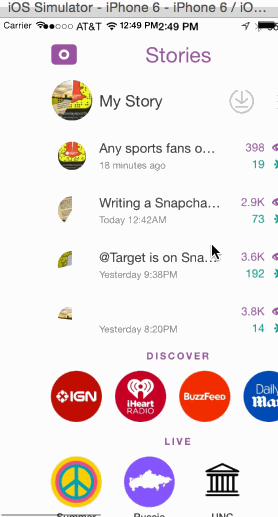 iOS Simulator - iPhone 6 - iPhone 6 / iO...
Carrier AT&T 12:49 PM 2:49 PM
Stories
My Story
Any sports fans o... 398
18 minutes ago 19
Writing a Snapcha... 2.9K
Today 12:42AM 73
@Target is on Sna... 3.6K
Yesterday 9:38PM 192
3.8K
Yesterday 8:20PM 14
DISCOVER
IGN
iHeart
RADIO
BuzzFeed
Daily
LIVE
Summer Russia UNC